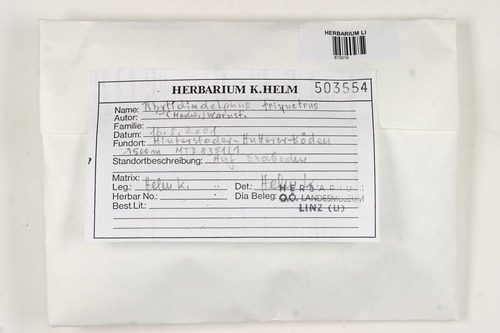 HERBARIUM LI
870016
HERBARIUM K.HELM 503554
Name: Rhytidiadelphus triquetrus
Autor: (Hedw.) Warnst.
Familie:
Datum: 16.8.2001
Fundort: Hinterstoder-Hutterer-Böden
1500m MTB 8351/1
Standortbeschreibung: Auf Erdboden
Matrix:
Leg.: Helm K. Det: Helm K.
Herbar No.: Dia Beleg:
Best.Lit.:
HERBARIUM
O.Ö. LANDESMUSEUM
LINZ (LI)